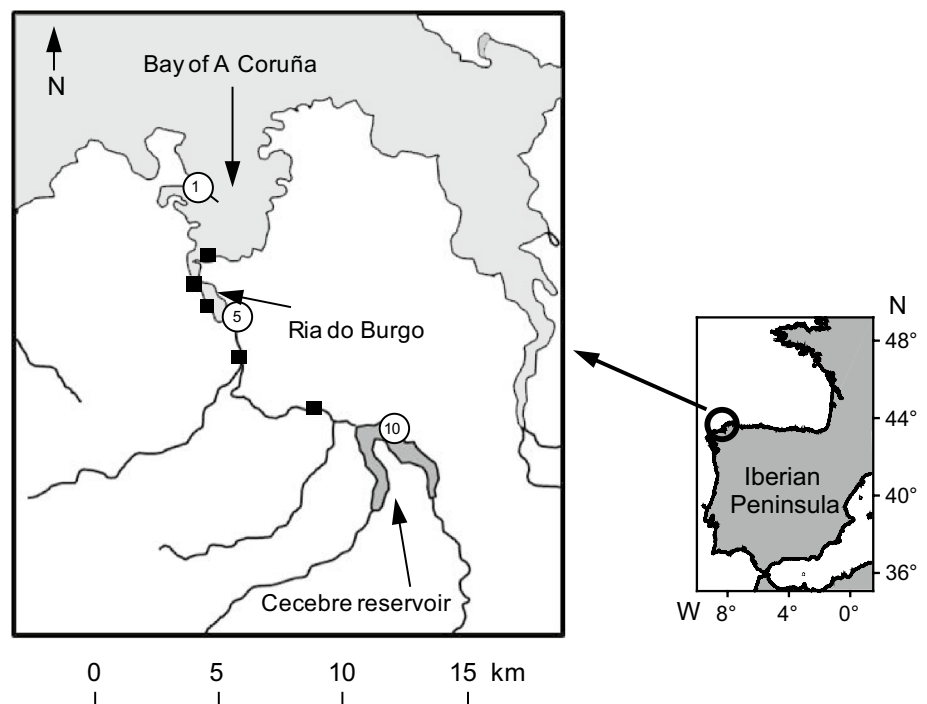 N
Bay of A Coruña
1
5
Ria do Burgo
10
Cecebre reservoir
0 5 10 15 km
N
48°
44°
40°
36°
Iberian
Peninsula
W 8° 4° 0°